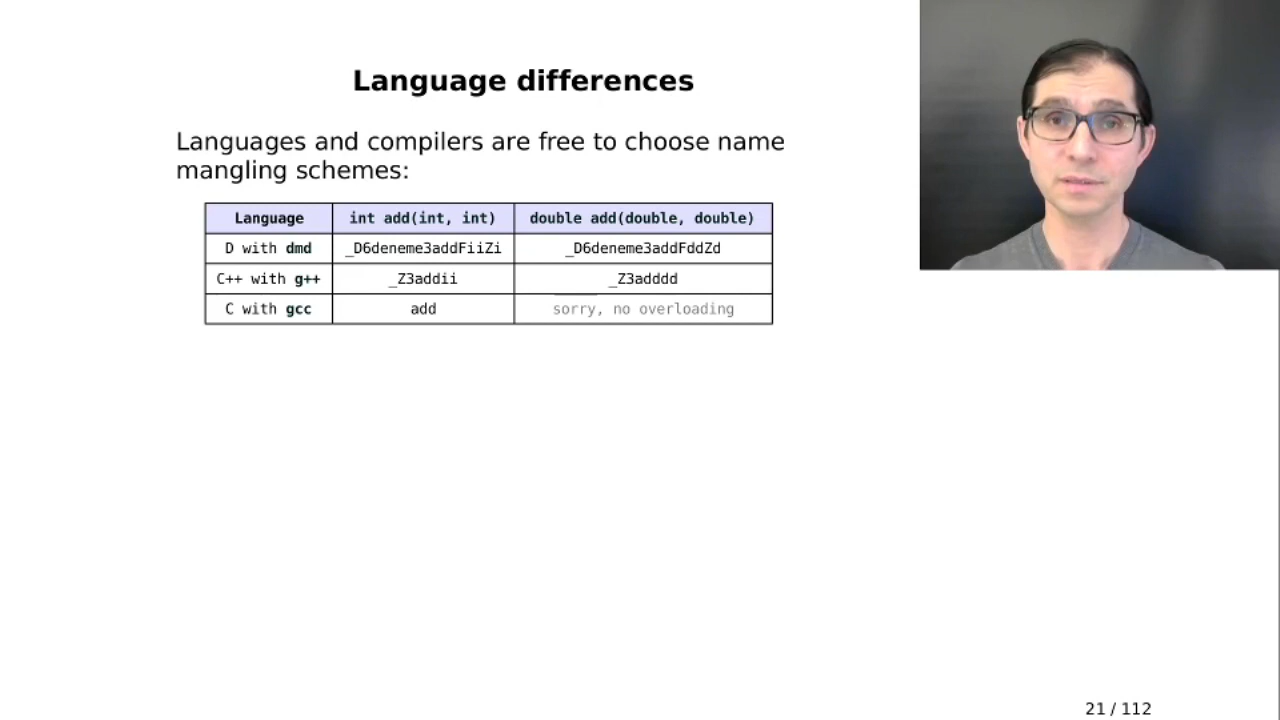 Language differences
Languages and compilers are free to choose name
mangling schemes:
Language int add(int, int) double add(double, double)
D with dmd _D6deneme3addFiiZi _D6deneme3addFddZd
C++ with g++ _Z3addii _Z3adddd
C with gcc add sorry, no overloading
21 / 112